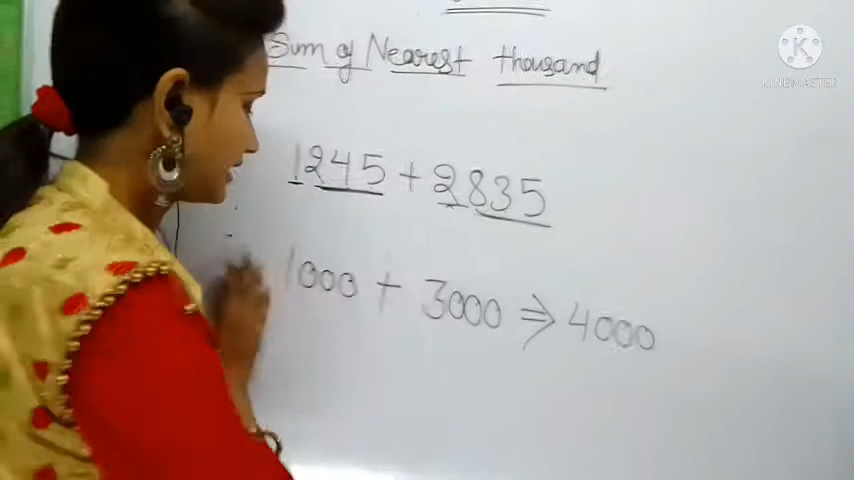 Sum of Nearest thousand
K
KINEMASTER
1245 + 2835
1000 + 3000 ⇒ 4000